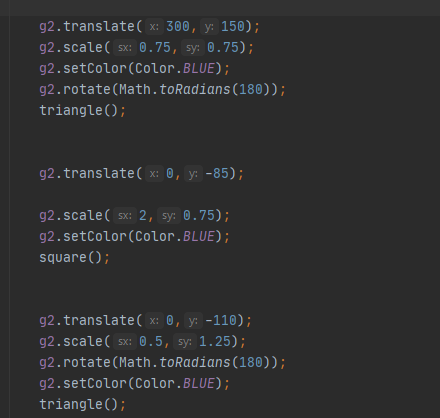 g2.translate( x: 300, y: 150);
g2.scale( sx: 0.75, sy: 0.75);
g2.setColor(Color.BLUE);
g2.rotate(Math.toRadians(180));
triangle();
g2.translate( x: 0, y: -85);
g2.scale( sx: 2, sy: 0.75);
g2.setColor(Color.BLUE);
square();
g2.translate( x: 0, y: -110);
g2.scale( sx: 0.5, sy: 1.25);
g2.rotate(Math.toRadians(180));
g2.setColor(Color.BLUE);
triangle();